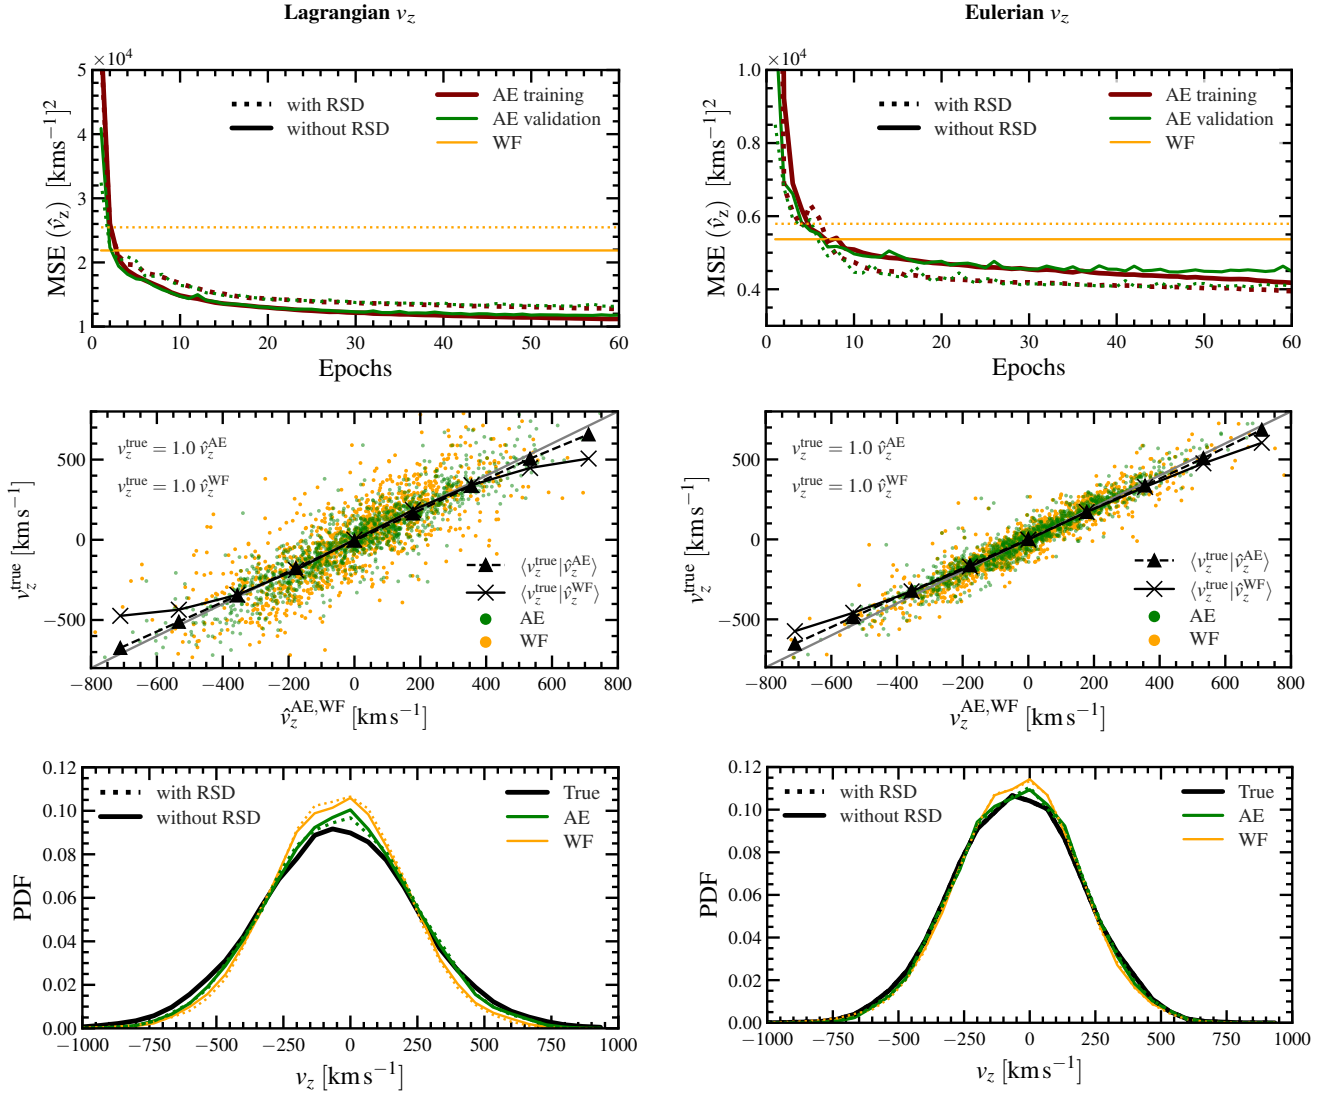 Lagrangian v_z
Eulerian v_z
×10⁴
5
4
3
2
1
MSE (v̂_z) [kms⁻¹]²
with RSD
without RSD
AE training
AE validation
WF
0 10 20 30 40 50 60
Epochs
×10⁴
1.0
0.8
0.6
0.4
MSE (v̂_z) [kms⁻¹]²
with RSD
without RSD
AE training
AE validation
WF
0 10 20 30 40 50 60
Epochs
500
0
−500
v_z^true [km s⁻¹]
v_z^true = 1.0 v̂_z^AE
v_z^true = 1.0 v̂_z^WF
⟨v_z^true|v̂_z^AE⟩
⟨v_z^true|v̂_z^WF⟩
AE
WF
−800 −600 −400 −200 0 200 400 600 800
v̂_z^AE,WF [km s⁻¹]
500
0
−500
v_z^true [km s⁻¹]
v_z^true = 1.0 v̂_z^AE
v_z^true = 1.0 v̂_z^WF
⟨v_z^true|v̂_z^AE⟩
⟨v_z^true|v̂_z^WF⟩
AE
WF
−800 −600 −400 −200 0 200 400 600 800
v_z^AE,WF [km s⁻¹]
0.12
0.10
0.08
0.06
0.04
0.02
0.00
PDF
with RSD
without RSD
True
AE
WF
−1000 −750 −500 −250 0 250 500 750 1000
v_z [km s⁻¹]
0.12
0.10
0.08
0.06
0.04
0.02
0.00
PDF
with RSD
without RSD
True
AE
WF
−1000 −750 −500 −250 0 250 500 750 1000
v_z [km s⁻¹]